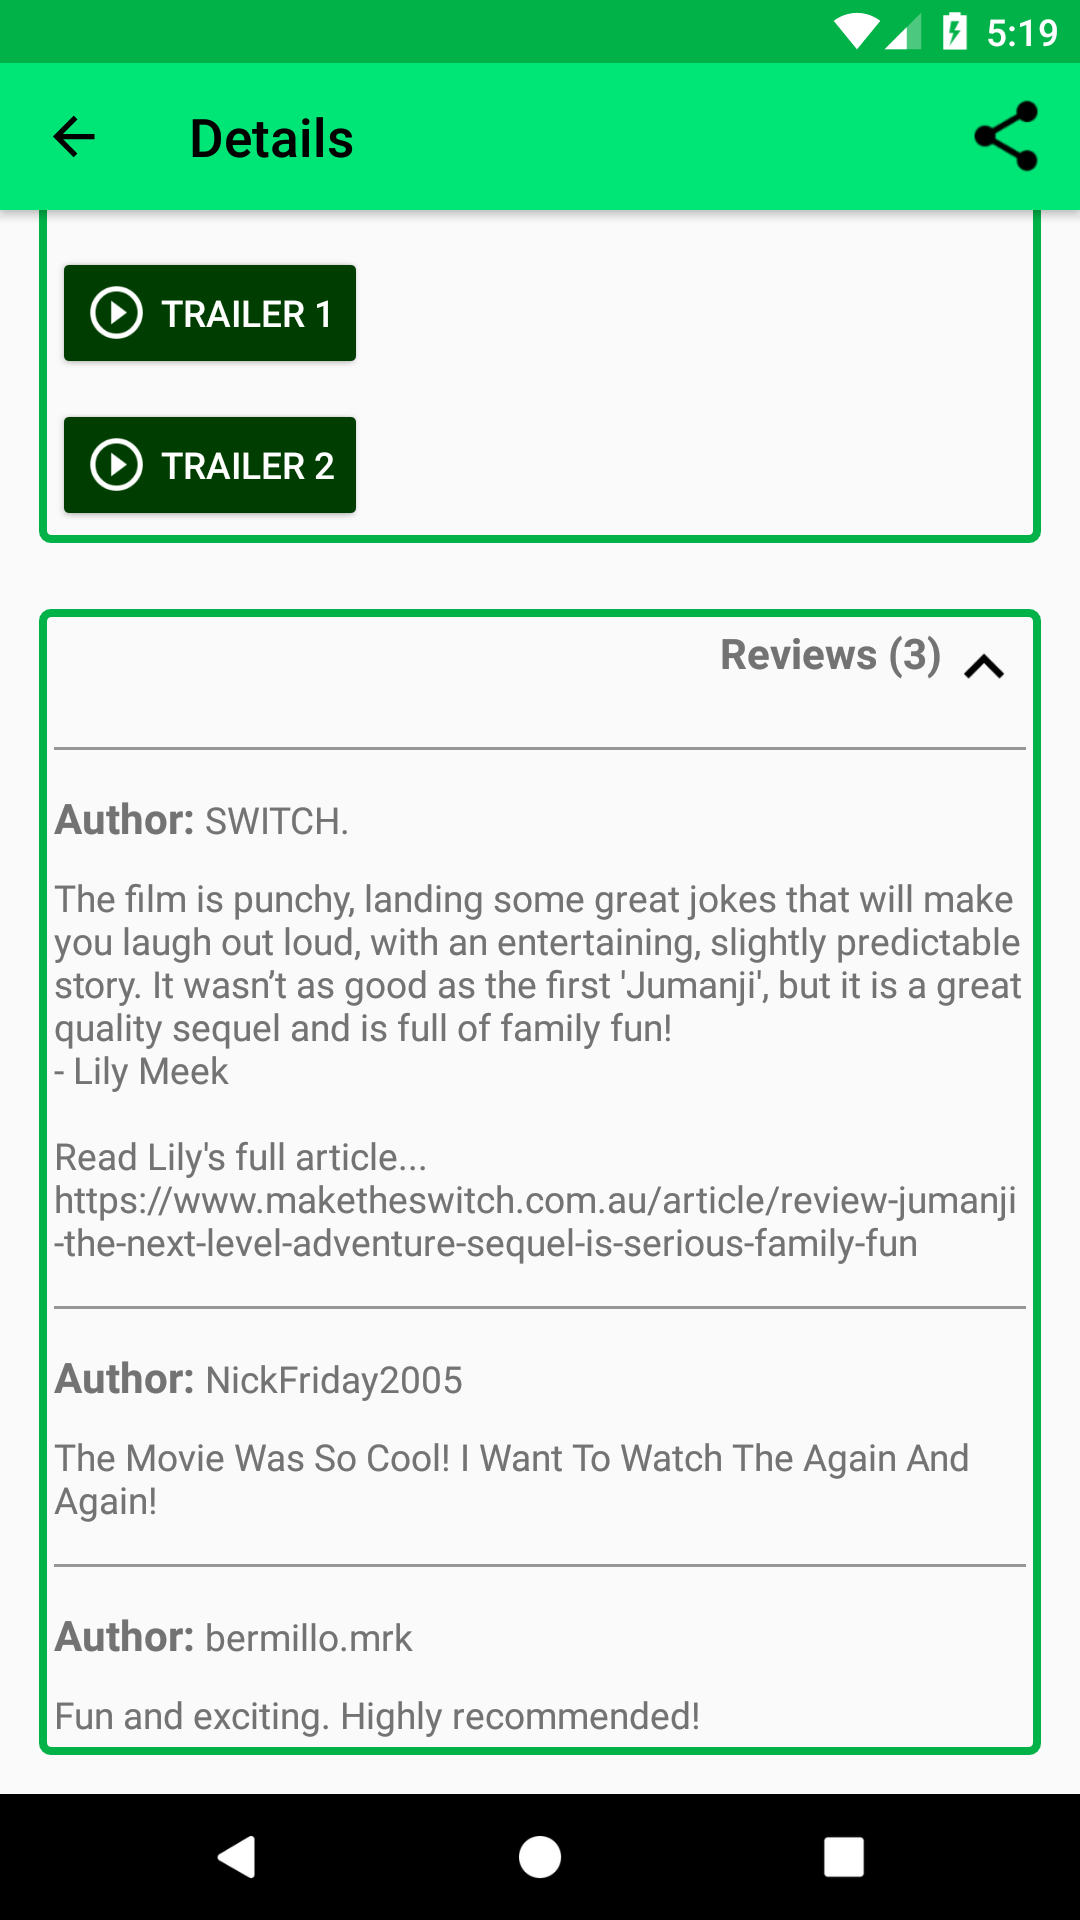 5:19
Details
TRAILER 1
TRAILER 2
Reviews (3)
Author: SWITCH.
The film is punchy, landing some great jokes that will make
you laugh out loud, with an entertaining, slightly predictable
story. It wasn’t as good as the first 'Jumanji', but it is a great
quality sequel and is full of family fun!
- Lily Meek
Read Lily's full article...
https://www.maketheswitch.com.au/article/review-jumanji
-the-next-level-adventure-sequel-is-serious-family-fun
Author: NickFriday2005
The Movie Was So Cool! I Want To Watch The Again And
Again!
Author: bermillo.mrk
Fun and exciting. Highly recommended!